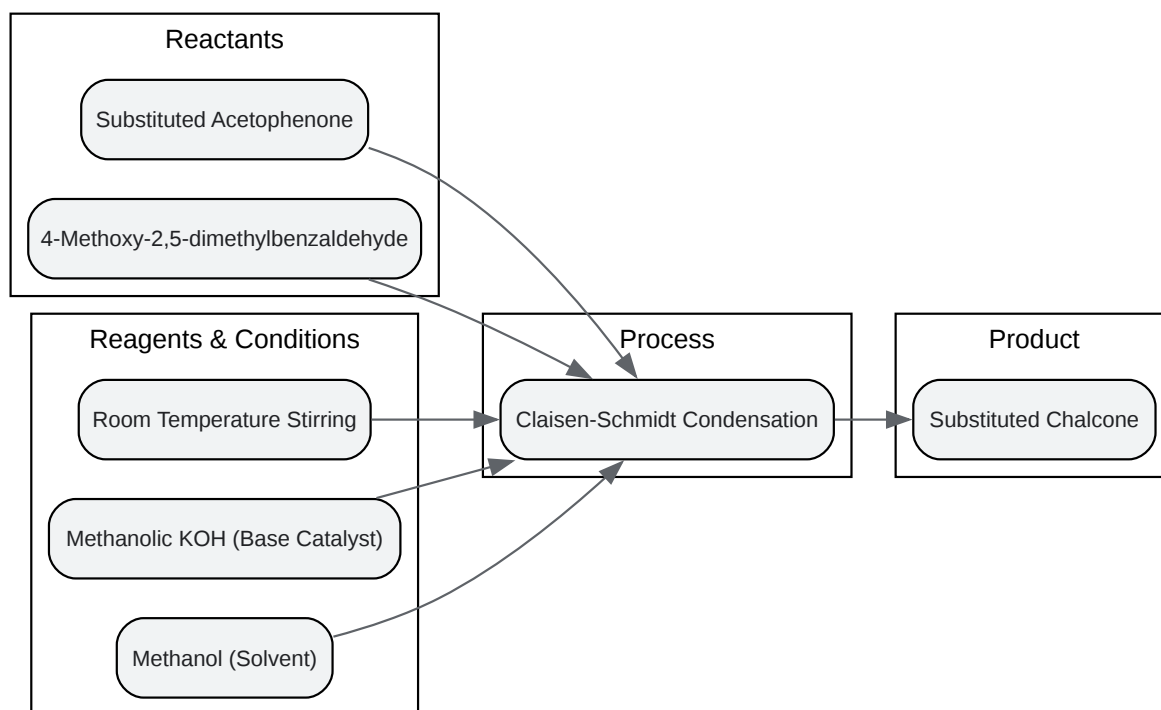 Reactants
Substituted Acetophenone
4-Methoxy-2,5-dimethylbenzaldehyde
Reagents & Conditions
Room Temperature Stirring
Methanolic KOH (Base Catalyst)
Methanol (Solvent)
Process
Claisen-Schmidt Condensation
Product
Substituted Chalcone